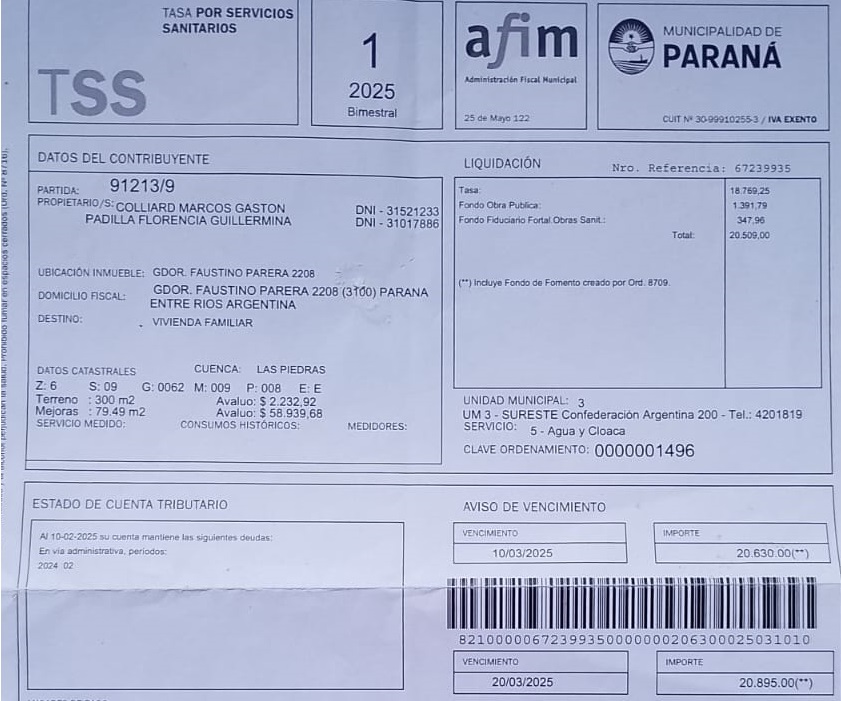 TASA POR SERVICIOS
SANITARIOS
TSS
1
2025
Bimestral
afim
Administración Fiscal Municipal
25 de Mayo 122
MUNICIPALIDAD DE
PARANÁ
CUIT Nº 30-99910255-3 / IVA EXENTO
DATOS DEL CONTRIBUYENTE
PARTIDA: 91213/9
PROPIETARIO/S: COLLIARD MARCOS GASTON DNI - 31521233
PADILLA FLORENCIA GUILLERMINA DNI - 31017886
UBICACIÓN INMUEBLE: GDOR. FAUSTINO PARERA 2208
DOMICILIO FISCAL: GDOR. FAUSTINO PARERA 2208 (3100) PARANA
ENTRE RIOS ARGENTINA
DESTINO: VIVIENDA FAMILIAR
DATOS CATASTRALES CUENCA: LAS PIEDRAS
Z: 6 S: 09 G: 0062 M: 009 P: 008 E: E
Terreno : 300 m2 Avaluo: $ 2.232,92
Mejoras : 79.49 m2 Avaluo: $ 58.939,68
SERVICIO MEDIDO: CONSUMOS HISTÓRICOS: MEDIDORES:
LIQUIDACIÓN Nro. Referencia: 67239935
Tasa: 18.769,25
Fondo Obra Publica: 1.391,79
Fondo Fiduciario Fortal.Obras Sanit.: 347,96
Total: 20.509,00
(**) Incluye Fondo de Fomento creado por Ord. 8709.
UNIDAD MUNICIPAL: 3
UM 3 - SURESTE Confederación Argentina 200 - Tel.: 4201819
SERVICIO: 5 - Agua y Cloaca
CLAVE ORDENAMIENTO: 0000001496
ESTADO DE CUENTA TRIBUTARIO
Al 10-02-2025 su cuenta mantiene las siguientes deudas:
En vía administrativa, periodos:
2024 02
AVISO DE VENCIMIENTO
VENCIMIENTO IMPORTE
10/03/2025 20.630.00(**)
82100000672399350000000206300025031010
VENCIMIENTO IMPORTE
20/03/2025 20.895.00(**)